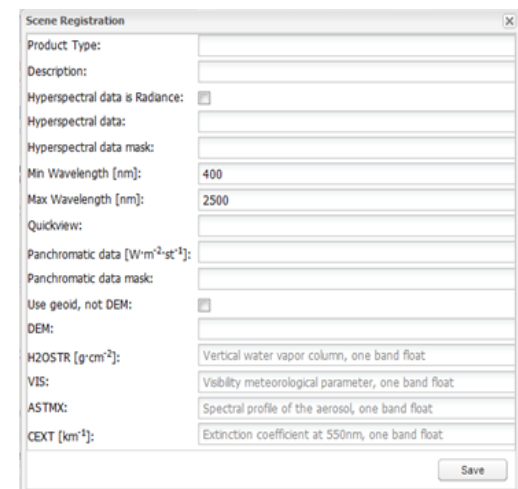 Scene Registration
Product Type:
Description:
Hyperspectral data is Radiance:
Hyperspectral data:
Hyperspectral data mask:
Min Wavelength [nm]: 400
Max Wavelength [nm]: 2500
Quickview:
Panchromatic data [W·m⁻²·st⁻¹]:
Panchromatic data mask:
Use geoid, not DEM:
DEM:
H2OSTR [g·cm⁻²]: Vertical water vapor column, one band float
VIS: Visibility meteorological parameter, one band float
ASTMX: Spectral profile of the aerosol, one band float
CEXT [km⁻¹]: Extinction coefficient at 550nm, one band float
Save